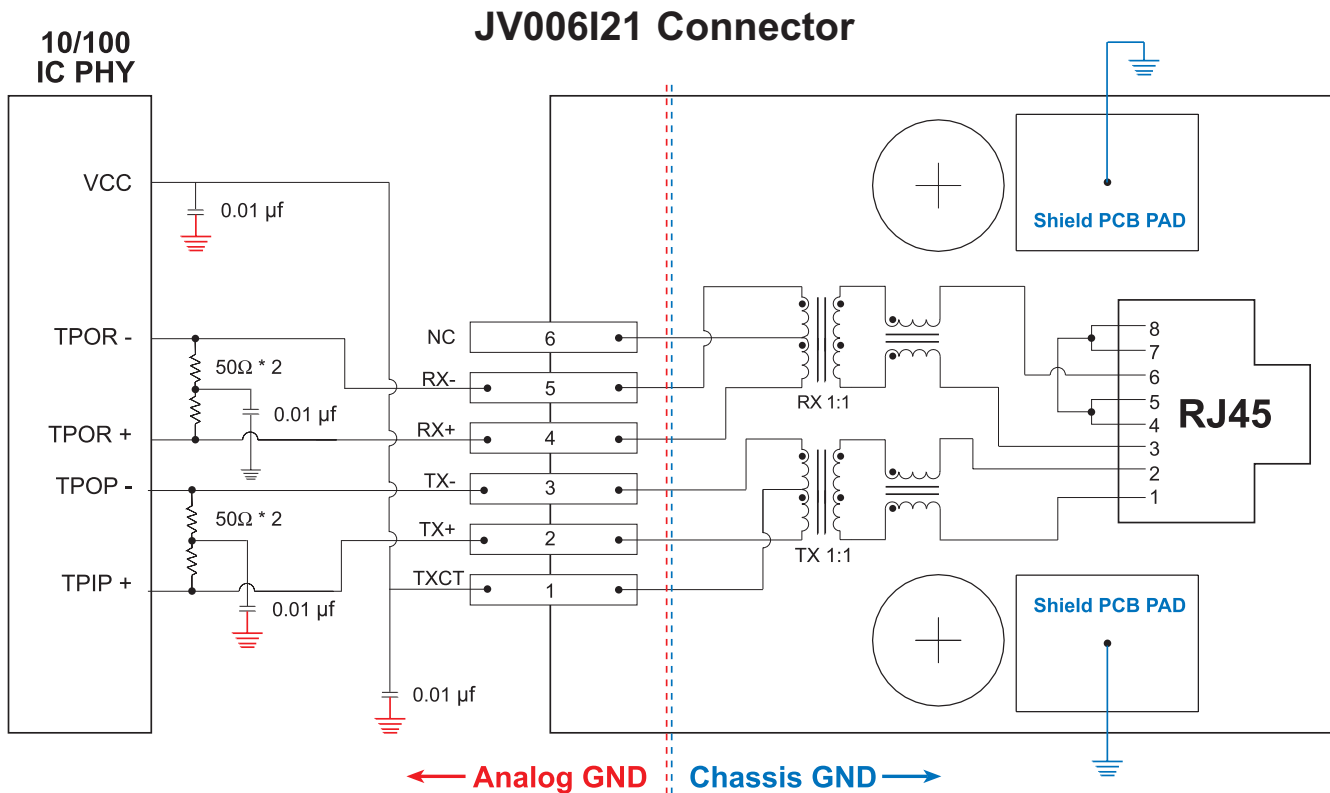 JV006I21 Connector
10/100
IC PHY
VCC
0.01 µf
Shield PCB PAD
TPOR -
50Ω * 2
0.01 µf
TPOR +
TPOP -
50Ω * 2
TPIP +
0.01 µf
0.01 µf
NC
6
RX-
5
RX+
4
TX-
3
TX+
2
TXCT
1
RX 1:1
TX 1:1
8
7
6
5
4
3
2
1
RJ45
Shield PCB PAD
Analog GND
Chassis GND